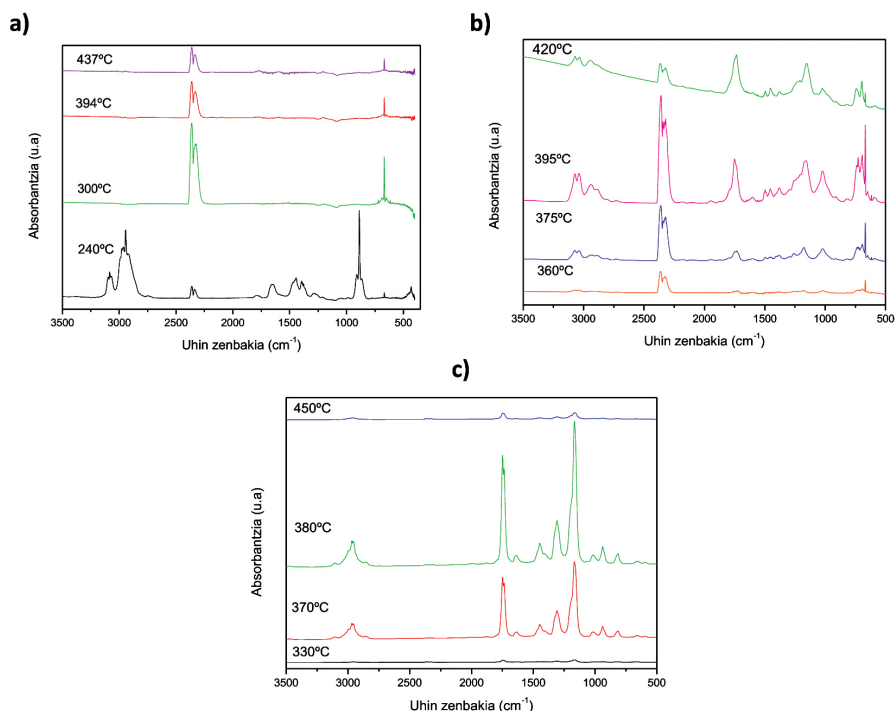 a)
437ºC
394ºC
300ºC
240ºC
Absorbantzia (u.a)
3500 3000 2500 2000 1500 1000 500
Uhin zenbakia (cm-1)
b)
420ºC
395ºC
375ºC
360ºC
Absorbantzia (u.a)
3500 3000 2500 2000 1500 1000 500
Uhin zenbakia (cm-1)
c)
450ºC
380ºC
370ºC
330ºC
Absorbantzia (u.a)
3500 3000 2500 2000 1500 1000 500
Uhin zenbakia (cm-1)